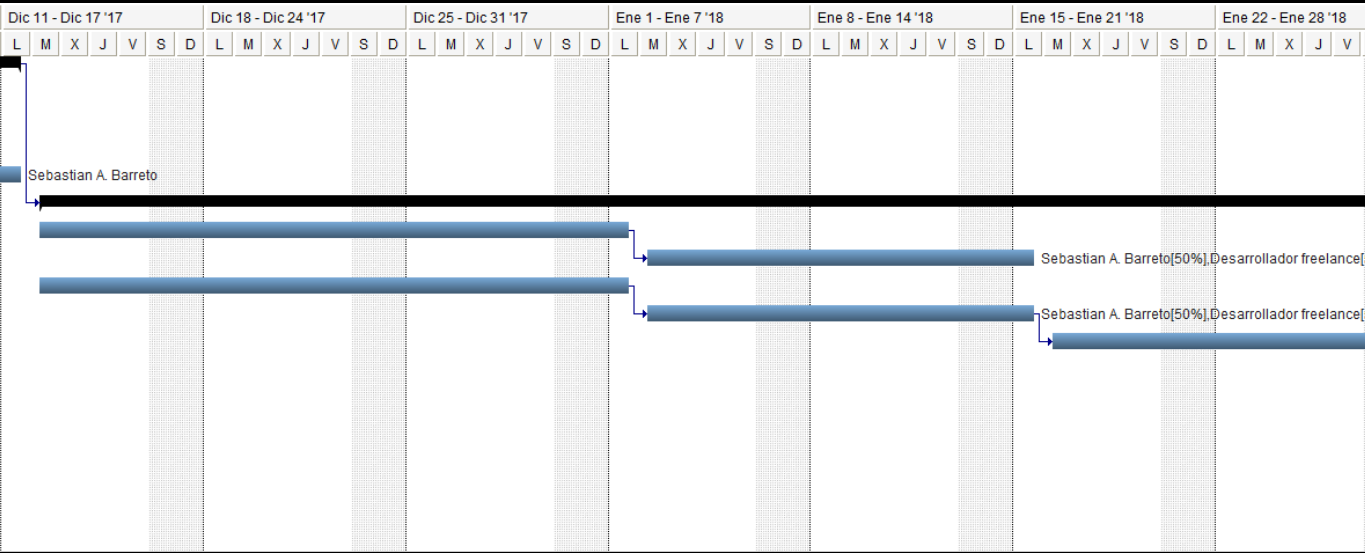 Dic 11 - Dic 17 '17 Dic 18 - Dic 24 '17 Dic 25 - Dic 31 '17 Ene 1 - Ene 7 '18 Ene 8 - Ene 14 '18 Ene 15 - Ene 21 '18 Ene 22 - Ene 28 '18
L M X J V S D L M X J V S D L M X J V S D L M X J V S D L M X J V S D L M X J V S D L M X J V
Sebastian A. Barreto
Sebastian A. Barreto[50%],Desarrollador freelance[
Sebastian A. Barreto[50%],Desarrollador freelance[